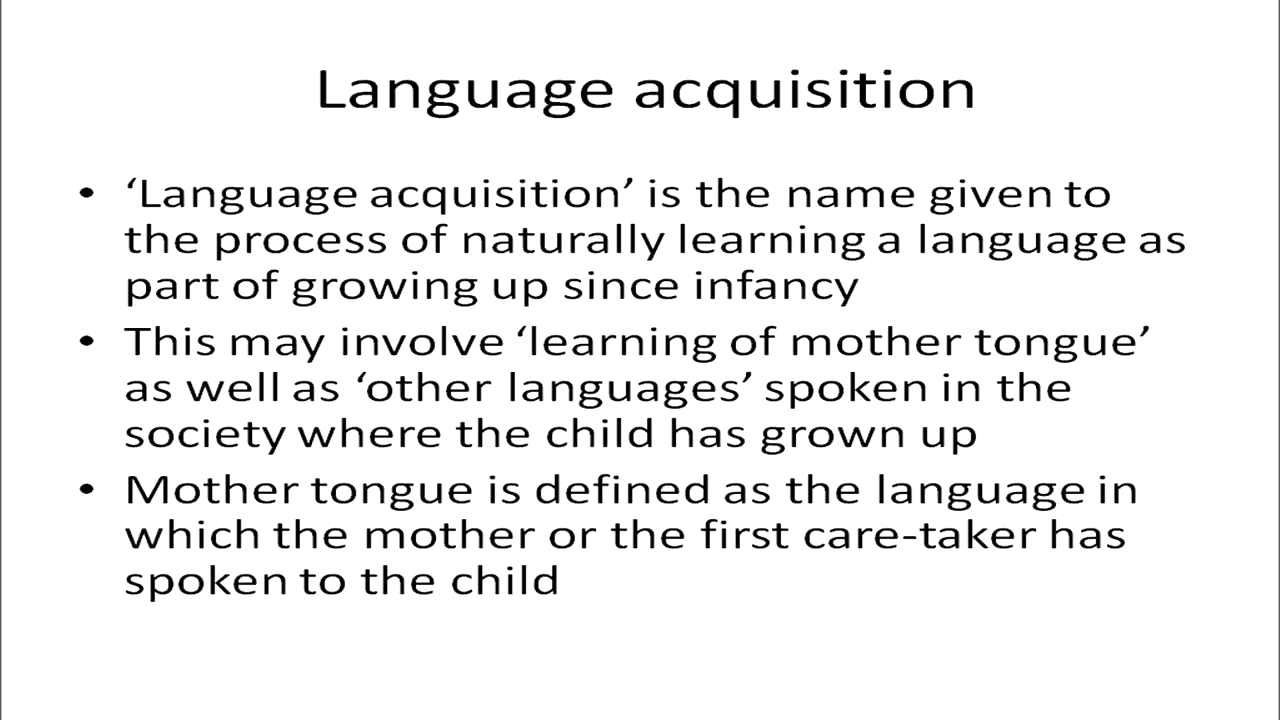 Language acquisition
• ‘Language acquisition’ is the name given to
the process of naturally learning a language as
part of growing up since infancy
• This may involve ‘learning of mother tongue’
as well as ‘other languages’ spoken in the
society where the child has grown up
• Mother tongue is defined as the language in
which the mother or the first care-taker has
spoken to the child